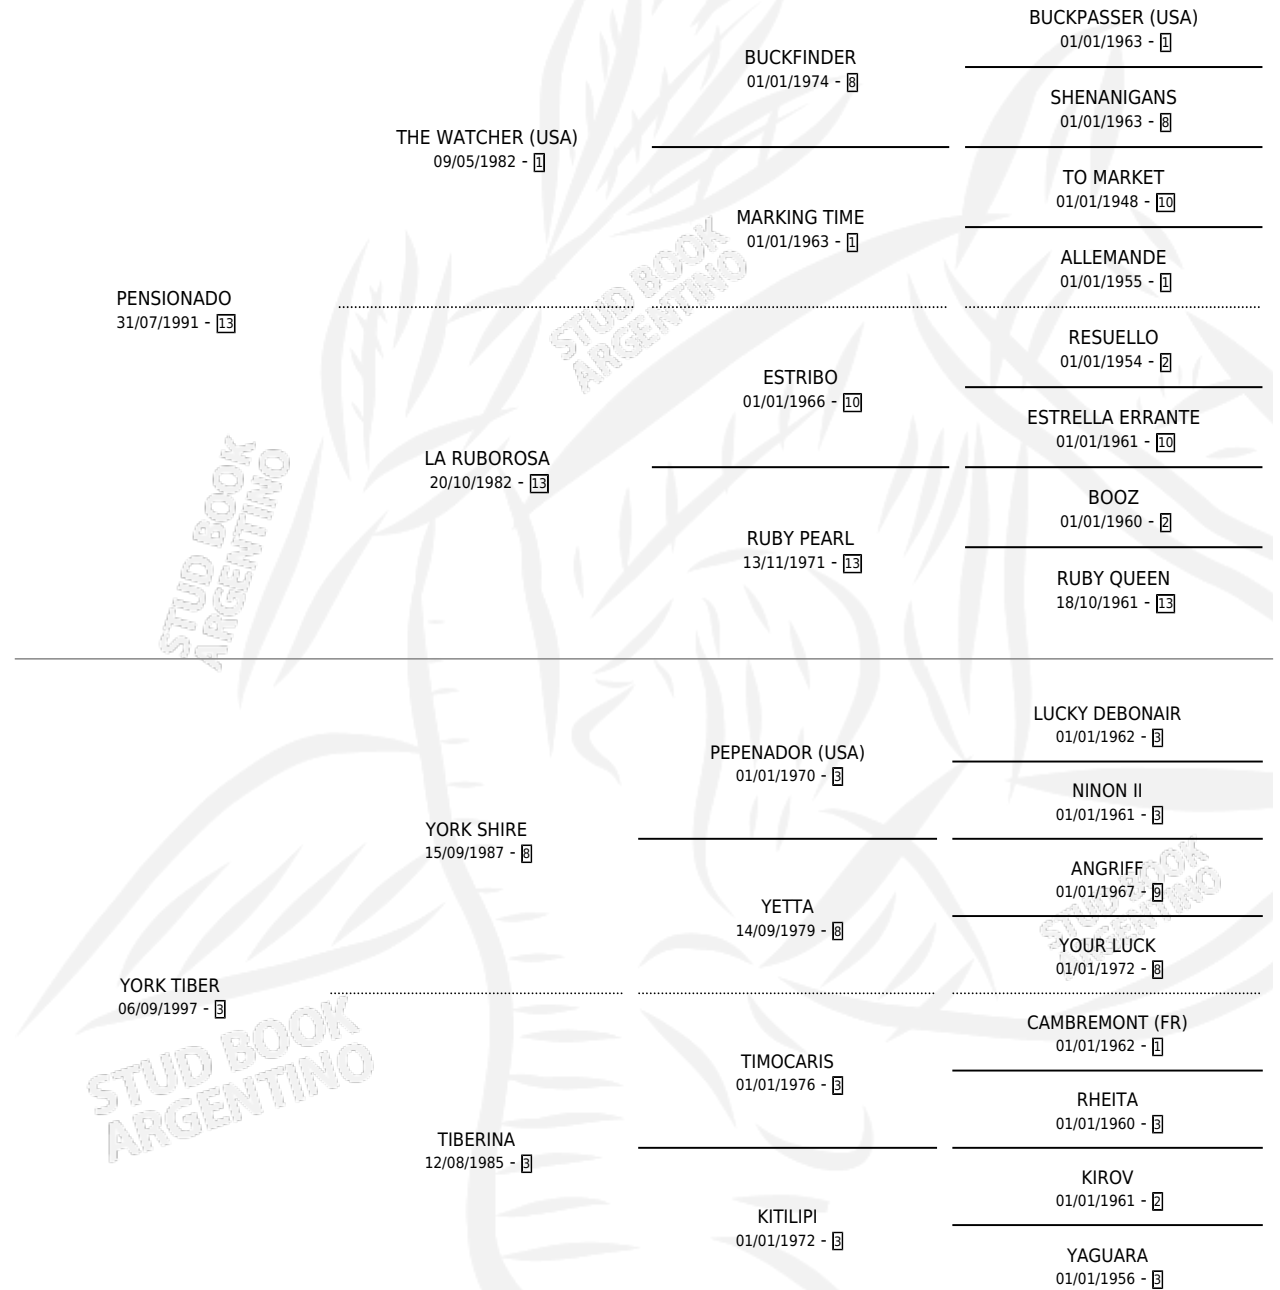 BUCKPASSER (USA)
01/01/1963 - 1
BUCKFINDER
01/01/1974 - 8
SHENANIGANS
01/01/1963 - 8
THE WATCHER (USA)
09/05/1982 - 1
TO MARKET
01/01/1948 - 10
MARKING TIME
01/01/1963 - 1
ALLEMANDE
01/01/1955 - 1
PENSIONADO
31/07/1991 - 13
RESUELLO
01/01/1954 - 2
ESTRIBO
01/01/1966 - 10
ESTRELLA ERRANTE
01/01/1961 - 10
LA RUBOROSA
20/10/1982 - 13
BOOZ
01/01/1960 - 2
RUBY PEARL
13/11/1971 - 13
RUBY QUEEN
18/10/1961 - 13
STUD BOOK
ARGENTINO
STUD BOOK
ARGENTINO
LUCKY DEBONAIR
01/01/1962 - 3
PEPENADOR (USA)
01/01/1970 - 3
NINON II
01/01/1961 - 3
YORK SHIRE
15/09/1987 - 8
ANGRIFF
01/01/1967 - 9
YETTA
14/09/1979 - 8
YOUR LUCK
01/01/1972 - 8
STUD BOOK
ARGENTINO
YORK TIBER
06/09/1997 - 3
CAMBREMONT (FR)
01/01/1962 - 1
TIMOCARIS
01/01/1976 - 3
RHEITA
01/01/1960 - 3
TIBERINA
12/08/1985 - 3
KIROV
01/01/1961 - 2
KITILIPI
01/01/1972 - 3
YAGUARA
01/01/1956 - 3
STUD BOOK
ARGENTINO